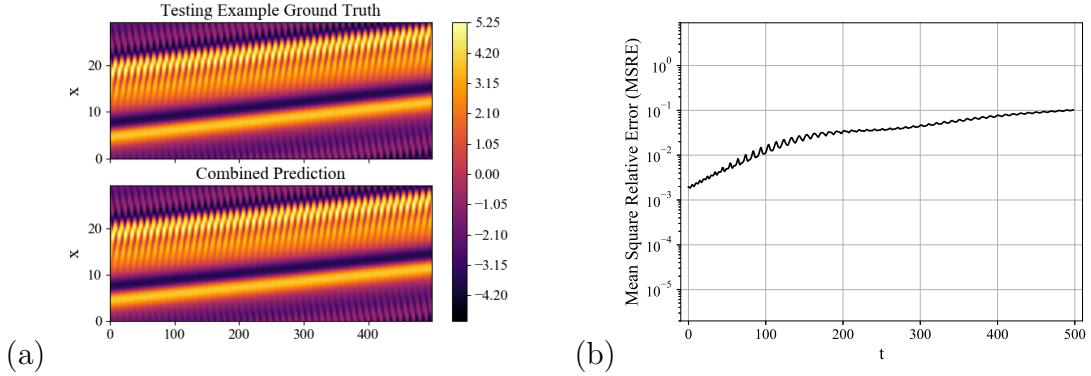 Testing Example Ground Truth
x
20
10
0
Combined Prediction
x
20
10
0
0 100 200 300 400
5.25
4.20
3.15
2.10
1.05
0.00
−1.05
−2.10
−3.15
−4.20
(a)
Mean Square Relative Error (MSRE)
10⁰
10⁻¹
10⁻²
10⁻³
10⁻⁴
10⁻⁵
0 100 200 300 400 500
t
(b)